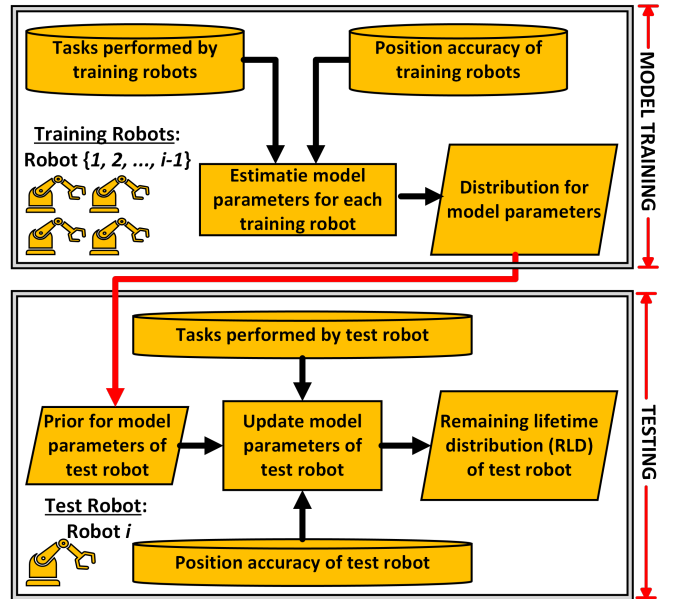 Tasks performed by
training robots
Position accuracy of
training robots
Training Robots:
Robot {1, 2, ..., i-1}
Estimatie model
parameters for each
training robot
Distribution for
model parameters
MODEL TRAINING
Tasks performed by test robot
Prior for model
parameters of
test robot
Update model
parameters of
test robot
Remaining lifetime
distribution (RLD)
of test robot
Test Robot:
Robot i
Position accuracy of test robot
TESTING